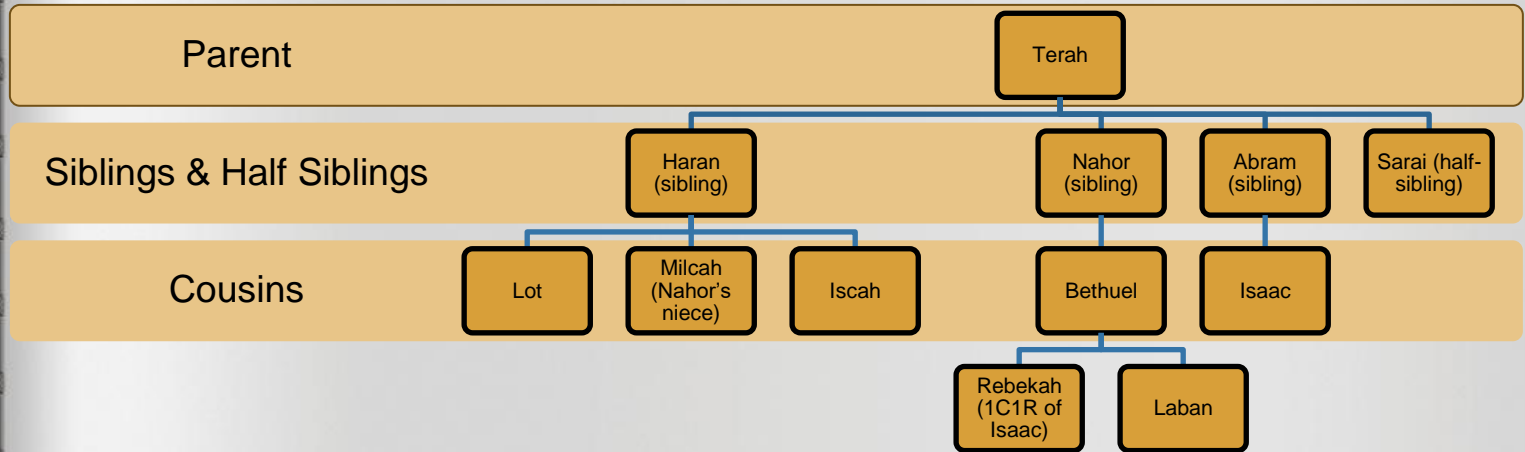 Parent
Terah
Siblings & Half Siblings
Haran
(sibling)
Nahor
(sibling)
Abram
(sibling)
Sarai (half-
sibling)
Cousins
Lot
Milcah
(Nahor's
niece)
Iscah
Bethuel
Isaac
Rebekah
(1C1R of
Isaac)
Laban